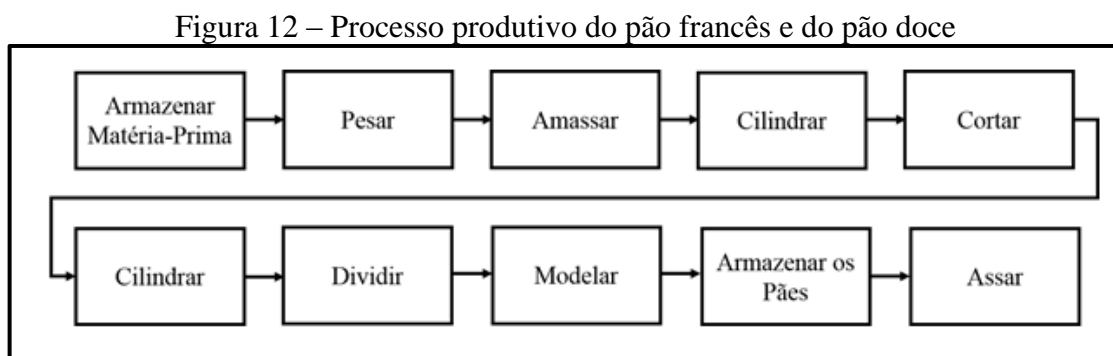 Figura 12 – Processo produtivo do pão francês e do pão doce
Armazenar
Matéria-Prima
Pesar
Amassar
Cilindrar
Cortar
Cilindrar
Dividir
Modelar
Armazenar os
Pães
Assar